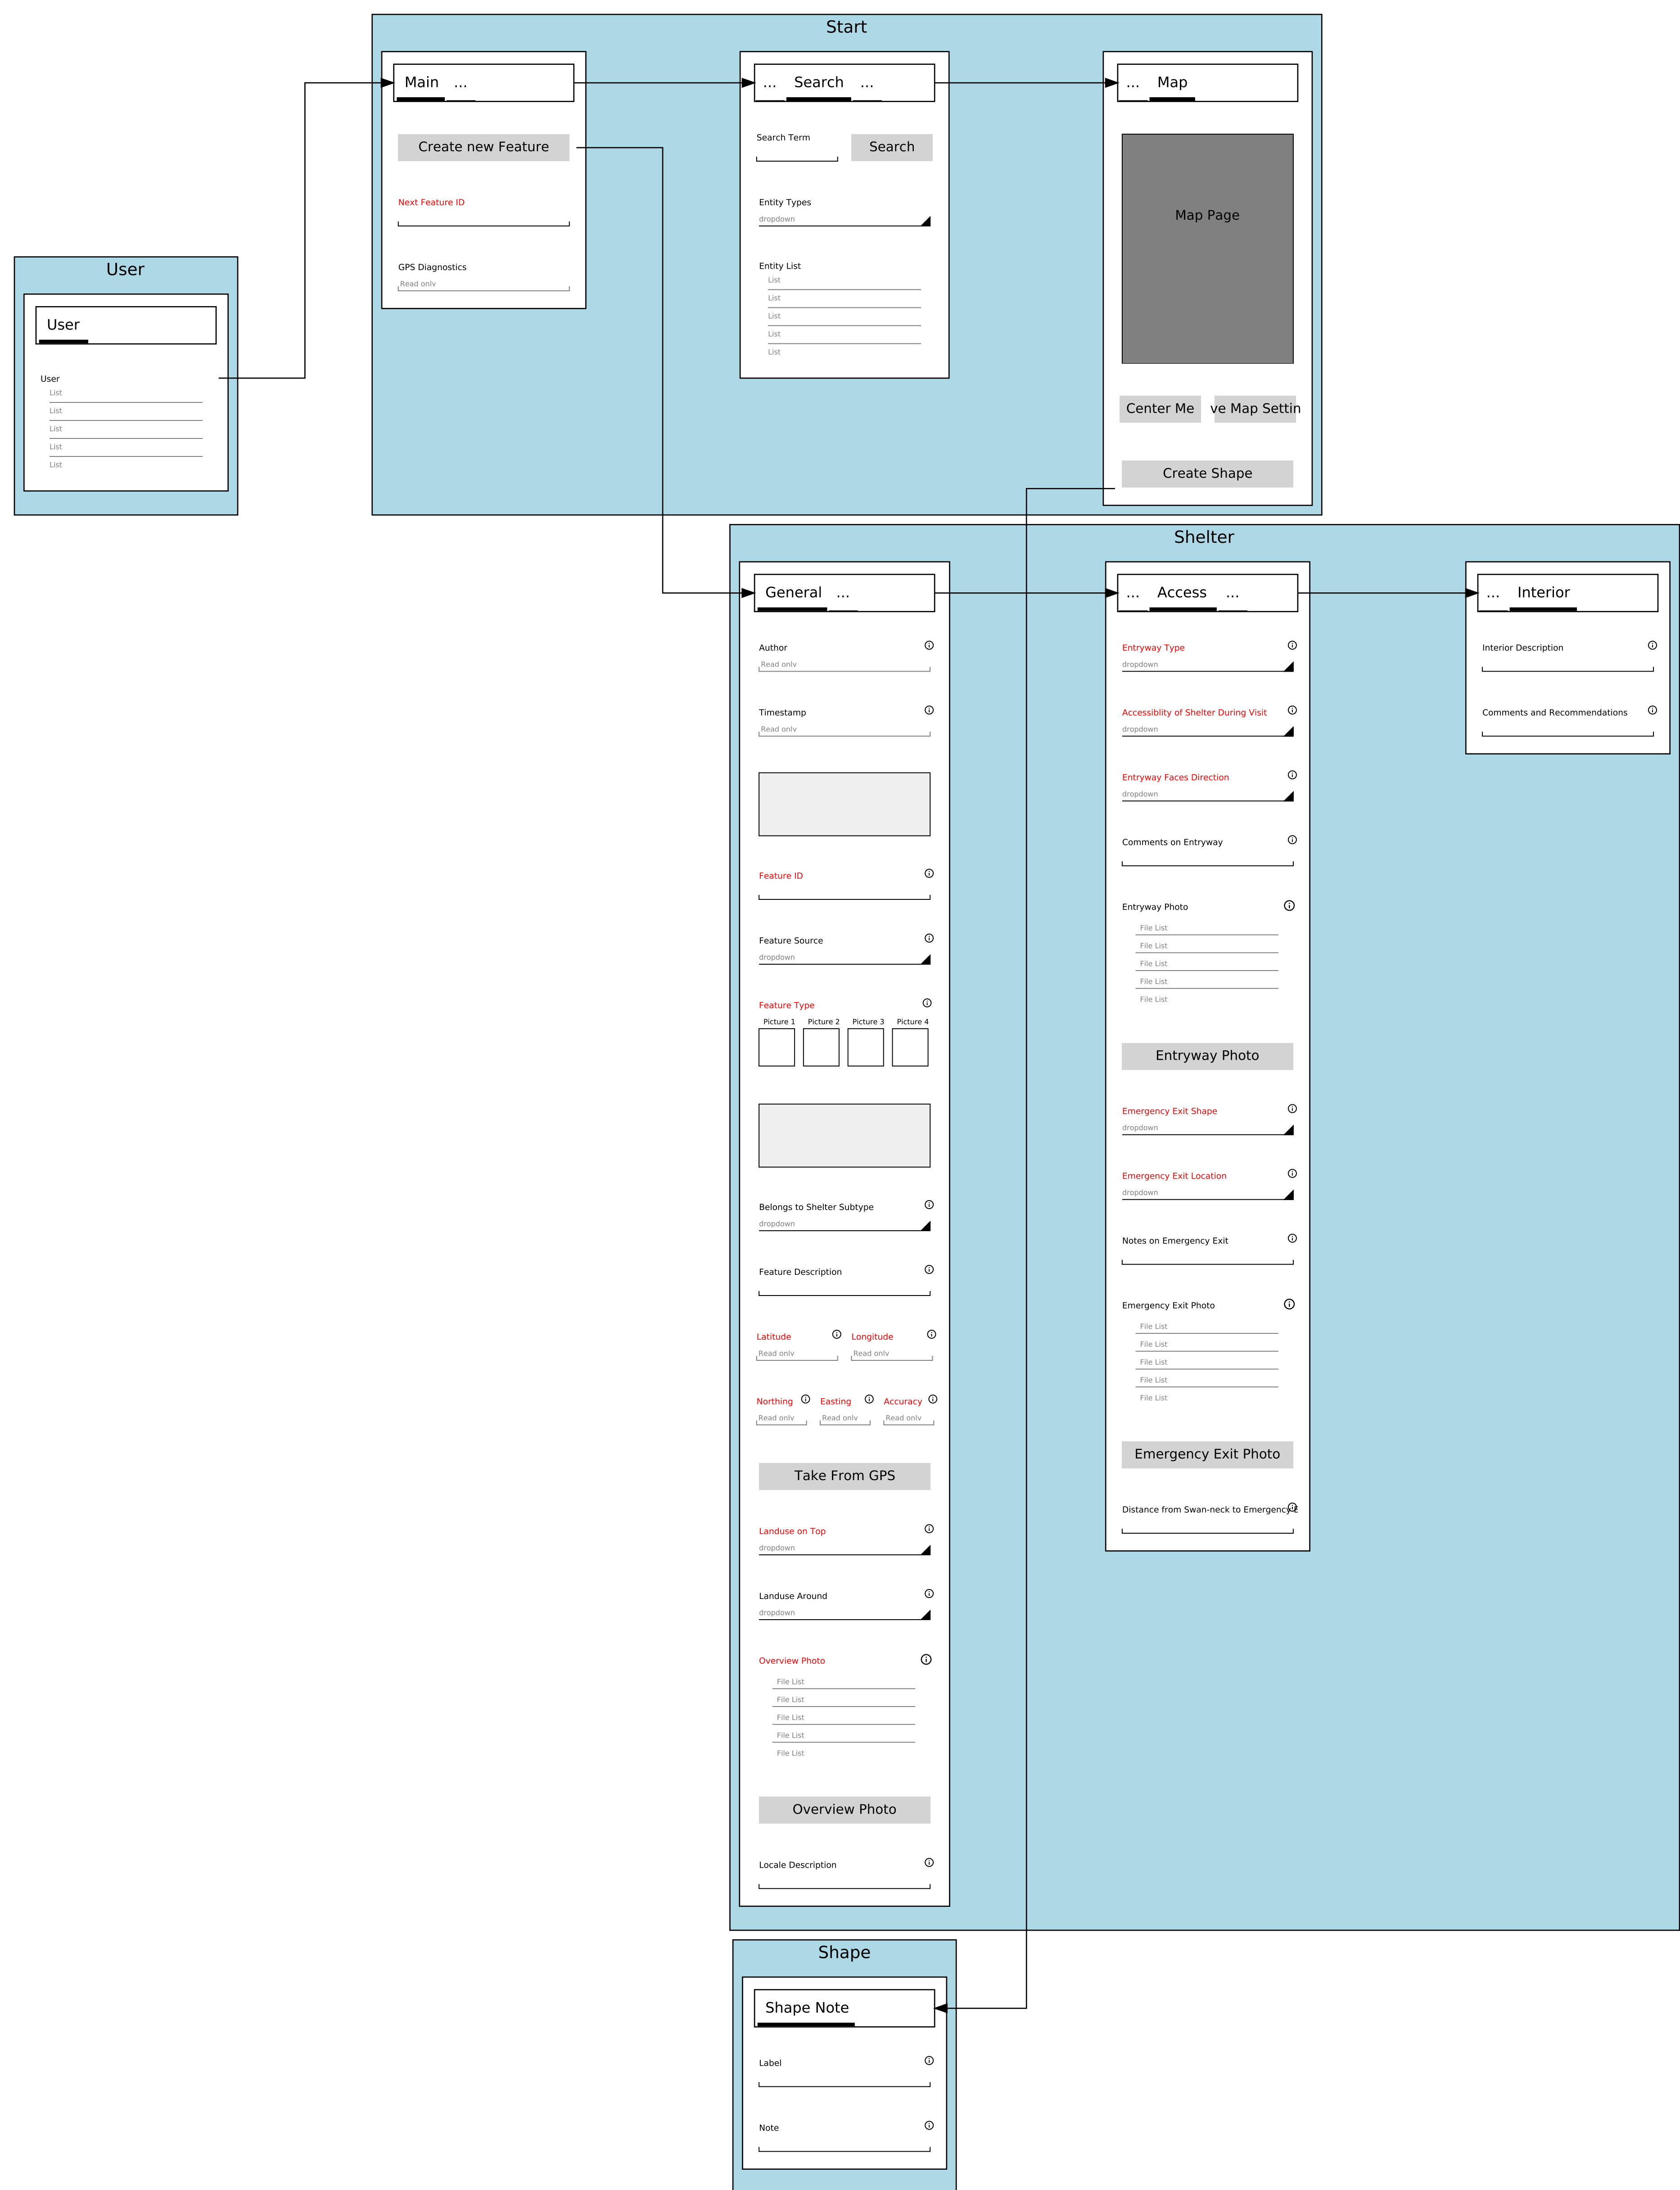 Start
Main ...
Create new Feature
Next Feature ID
GPS Diagnostics
Read only
... Search ...
Search Term
Search
Entity Types
dropdown
Entity List
List
List
List
List
List
... Map
Map Page
Center Me
ve Map Settin
Create Shape
User
User
User
List
List
List
List
List
Shelter
General ...
Author
Read only
Timestamp
Read only
Feature ID
Feature Source
dropdown
Feature Type
Picture 1 Picture 2 Picture 3 Picture 4
Belongs to Shelter Subtype
dropdown
Feature Description
Latitude Longitude
Read only Read only
Northing Easting Accuracy
Read only Read only Read only
Take From GPS
Landuse on Top
dropdown
Landuse Around
dropdown
Overview Photo
File List
File List
File List
File List
File List
Overview Photo
Locale Description
... Access ...
Entryway Type
dropdown
Accessiblity of Shelter During Visit
dropdown
Entryway Faces Direction
dropdown
Comments on Entryway
Entryway Photo
File List
File List
File List
File List
File List
Entryway Photo
Emergency Exit Shape
dropdown
Emergency Exit Location
dropdown
Notes on Emergency Exit
Emergency Exit Photo
File List
File List
File List
File List
File List
Emergency Exit Photo
Distance from Swan-neck to Emergency E
... Interior
Interior Description
Comments and Recommendations
Shape
Shape Note
Label
Note